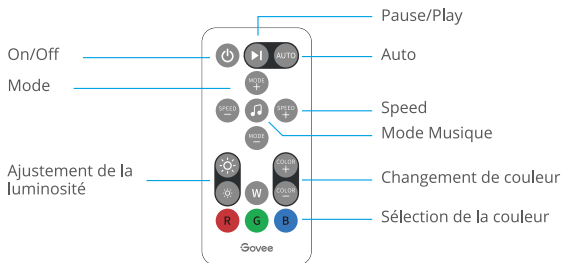 Pause/Play
On/Off
AUTO
Auto
Mode
MODE
+
SPEED
−
SPEED
+
Speed
MODE
−
Mode Musique
Ajustement de la
luminosité
COLOR
+
COLOR
−
Changement de couleur
W
R G B
Sélection de la couleur
Govee